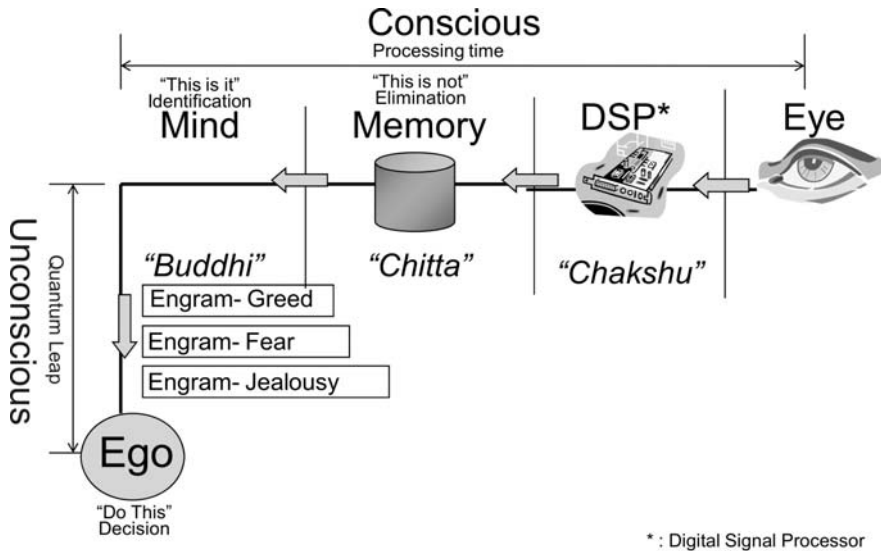 Conscious
Processing time
“This is it”
Identification
Mind
“This is not”
Elimination
Memory
DSP*
Eye
“Buddhi”
“Chitta”
“Chakshu”
Unconscious
Quantum Leap
Engram- Greed
Engram- Fear
Engram- Jealousy
Ego
“Do This”
Decision
* : Digital Signal Processor